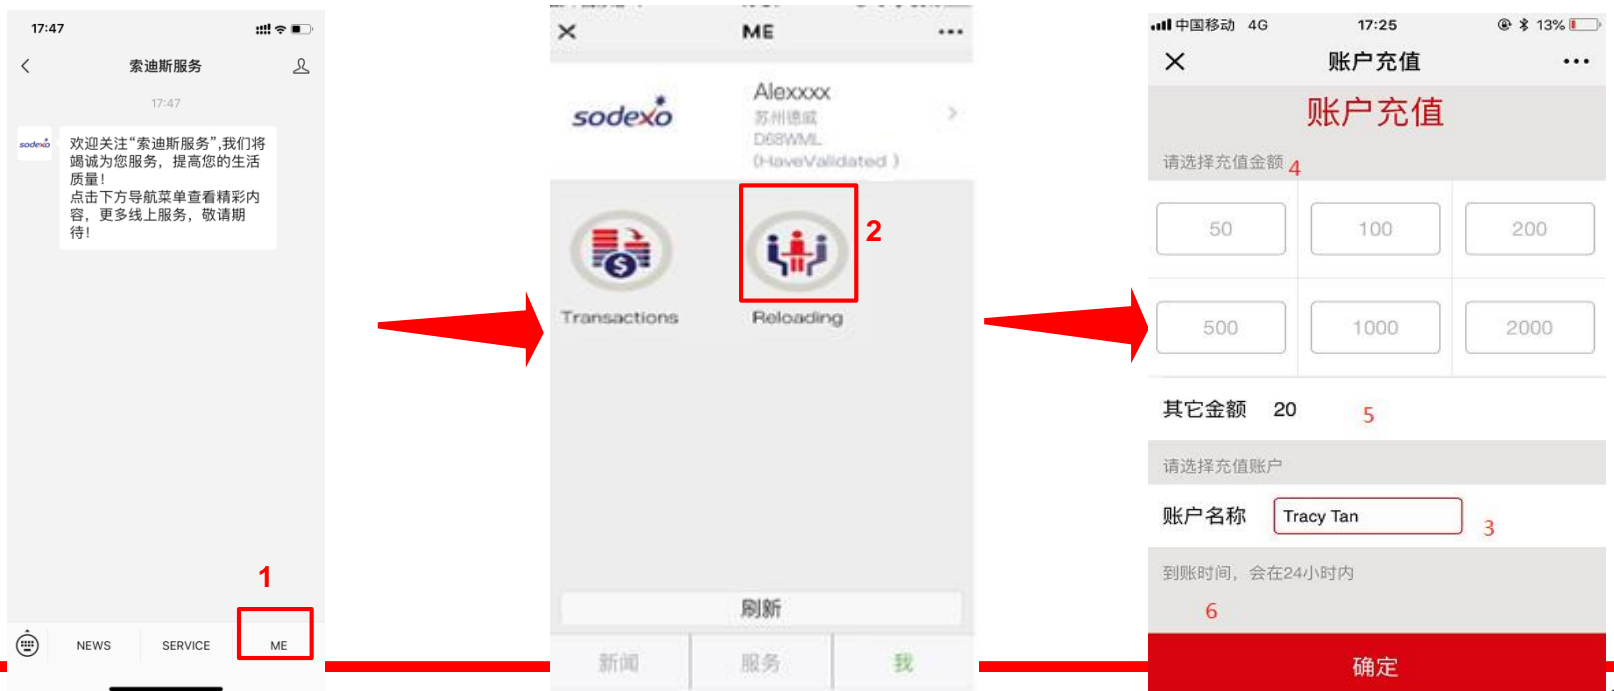 17:47
索迪斯服务
17:47
sodexo
欢迎关注“索迪斯服务”,我们将
竭诚为您服务，提高您的生活
质量!
点击下方导航菜单查看精彩内
容，更多线上服务，敬请期
待!
1
NEWS
SERVICE
ME
ME
sodexo
Alexxxx
苏州德威
D68WML
(HaveValidated )
2
Transactions
Reloading
刷新
新闻
服务
我
中国移动 4G
17:25
13%
账户充值
账户充值
请选择充值金额 4
50
100
200
500
1000
2000
其它金额 20
5
请选择充值账户
账户名称 Tracy Tan
3
到账时间，会在24小时内
6
确定